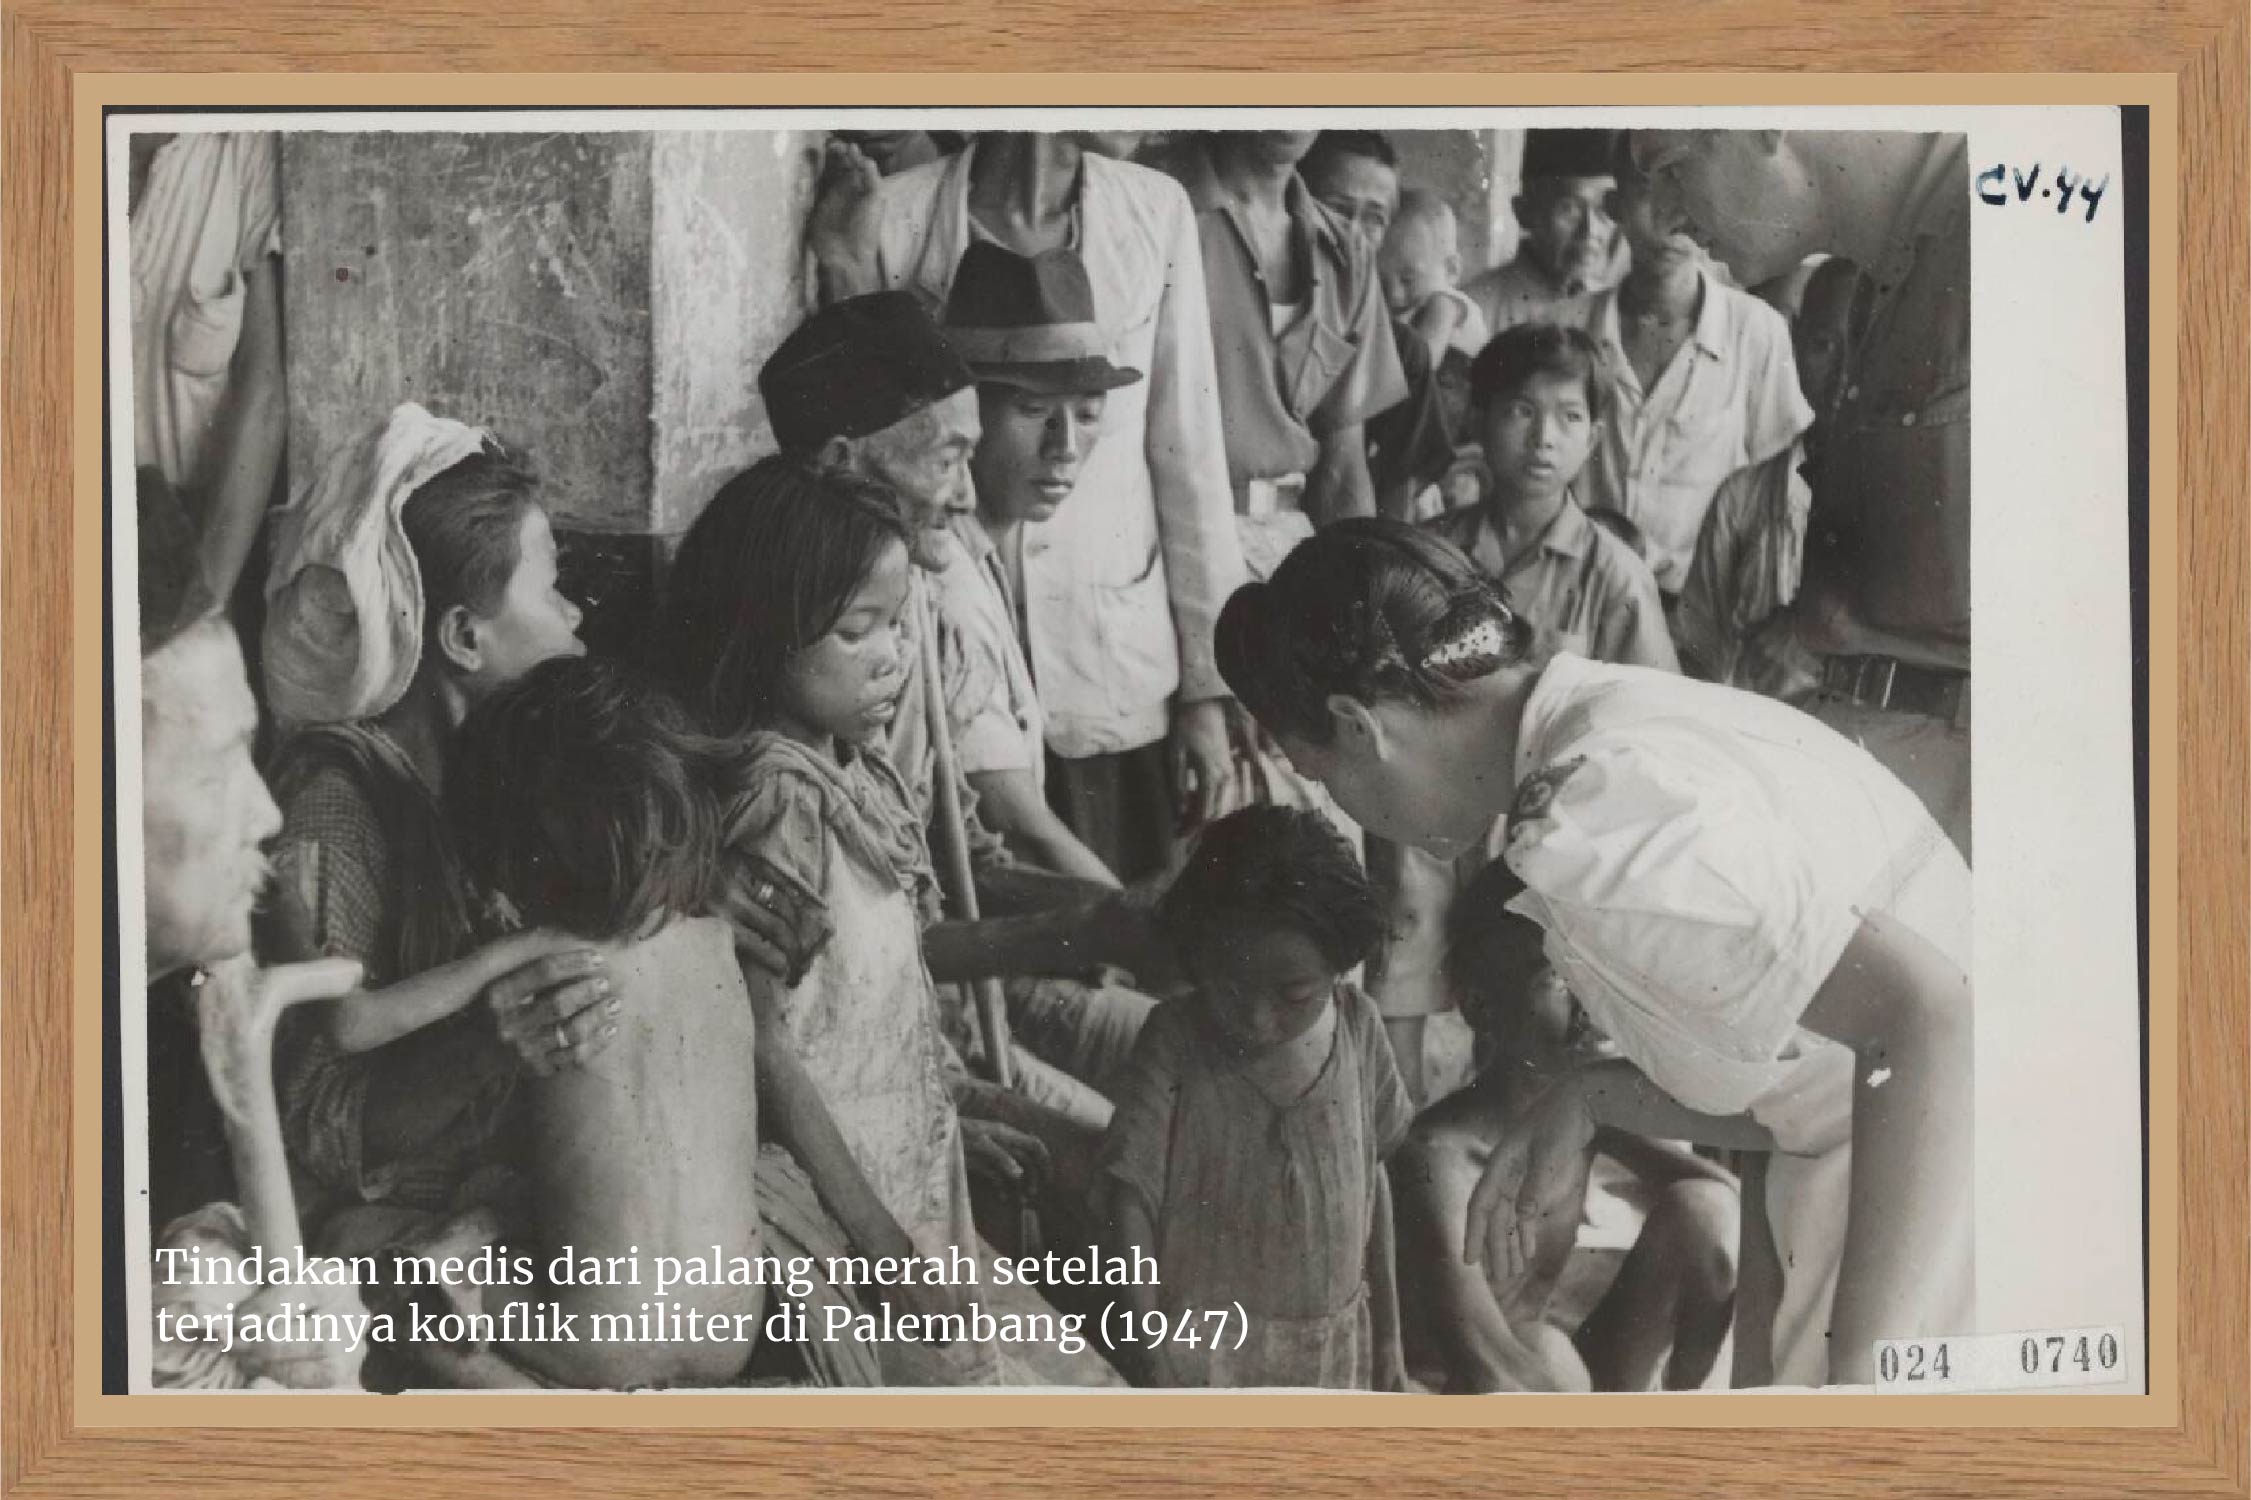 CV.44
Tindakan medis dari palang merah setelah
terjadinya konflik militer di Palembang (1947)
024 0740